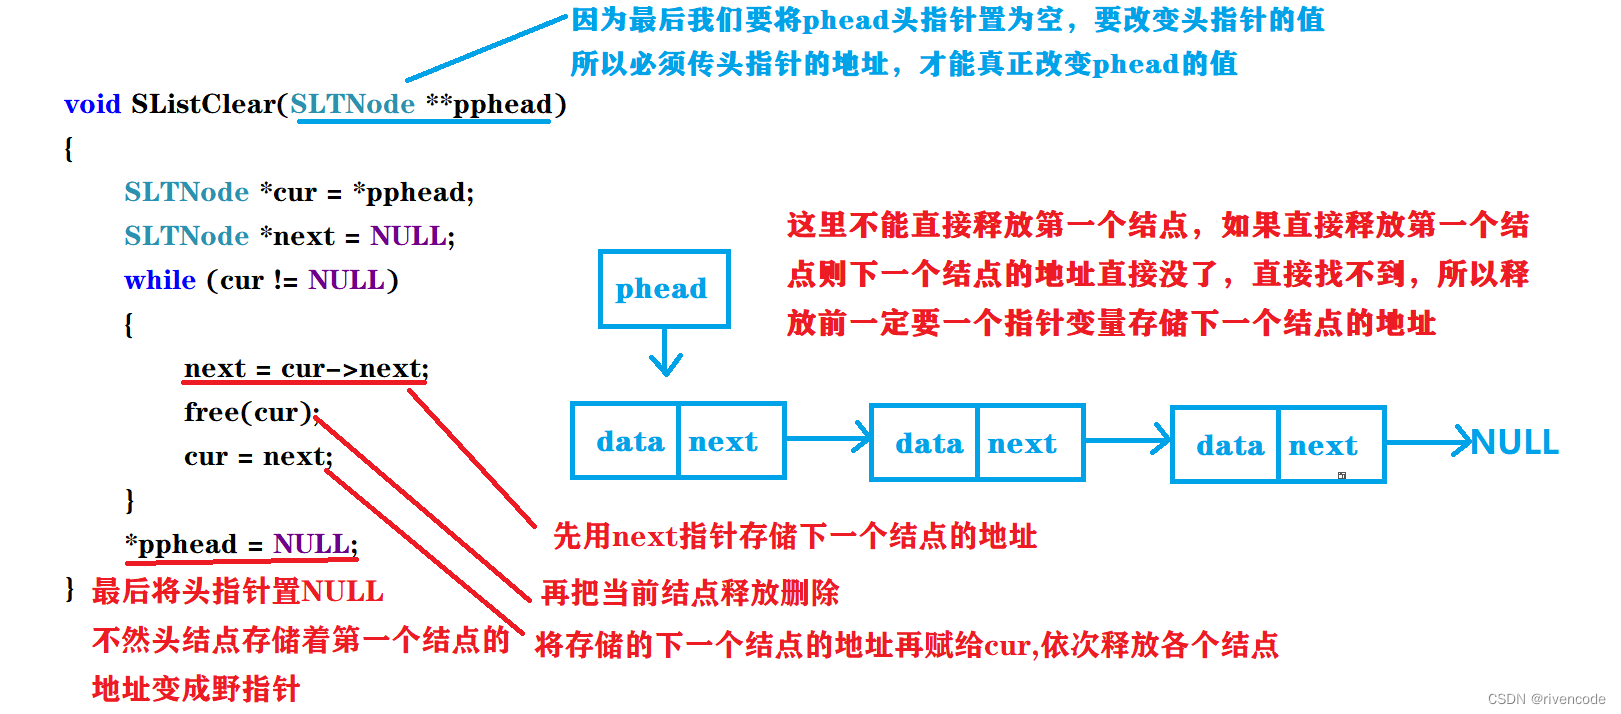 因为最后我们要将phead头指针置为空，要改变头指针的值
所以必须传头指针的地址，才能真正改变phead的值
void SListClear(SLTNode **pphead)
{
SLTNode *cur = *pphead;
SLTNode *next = NULL;
while (cur != NULL)
{
next = cur->next;
free(cur);
cur = next;
}
*pphead = NULL;
}
最后将头指针置NULL
不然头结点存储着第一个结点的
地址变成野指针
这里不能直接释放第一个结点，如果直接释放第一个结
点则下一个结点的地址直接没了，直接找不到，所以释
放前一定要一个指针变量存储下一个结点的地址
phead
data next data next data next NULL
先用next指针存储下一个结点的地址
再把当前结点释放删除
将存储的下一个结点的地址再赋给cur,依次释放各个结点
CSDN @rivencode